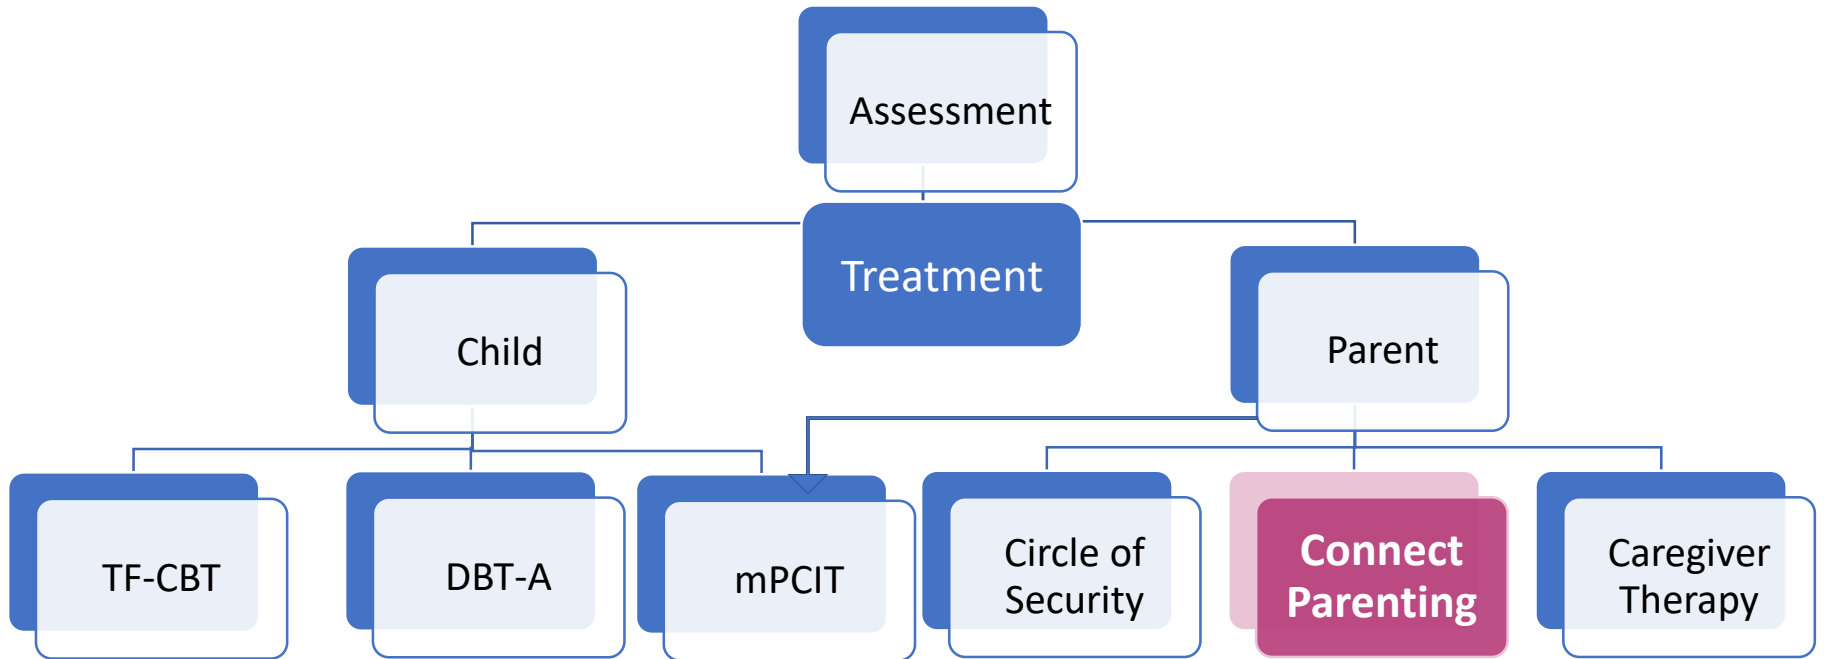 Assessment
Treatment
Child
Parent
TF-CBT
DBT-A
mPCIT
Circle of
Security
Connect
Parenting
Caregiver
Therapy